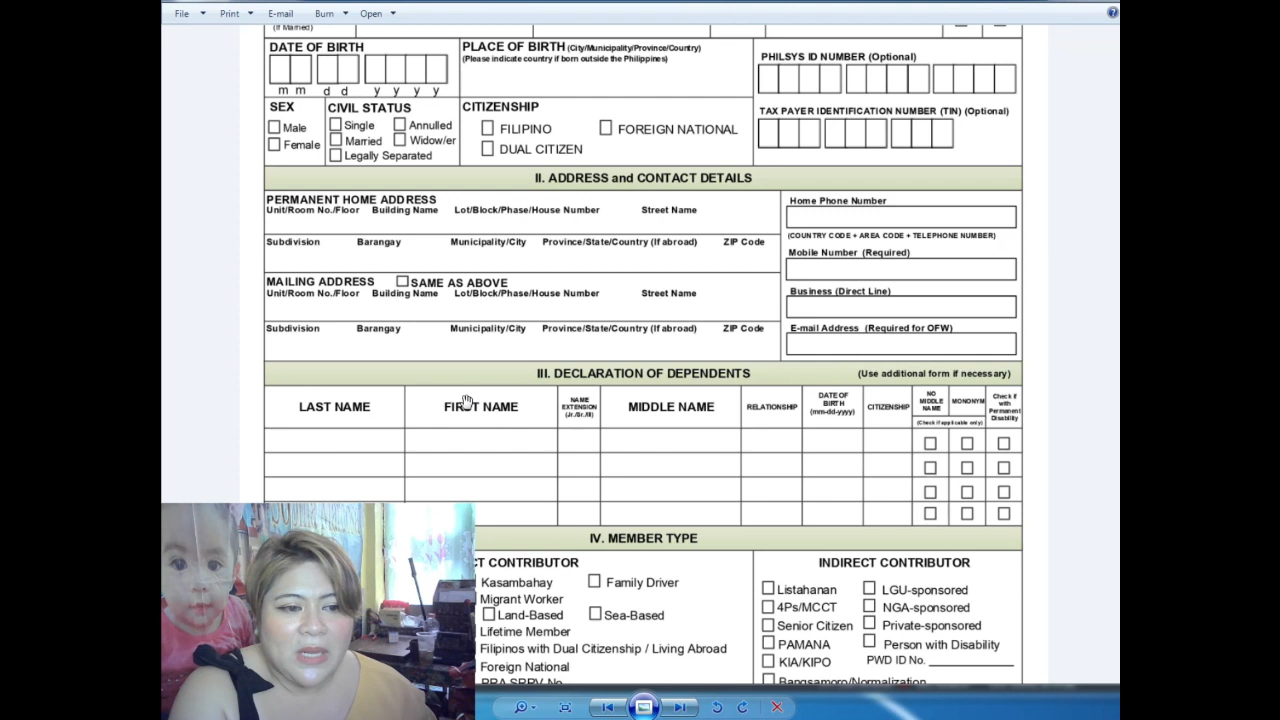 File Print E-mail Burn Open
(If Married)
DATE OF BIRTH
m m d d y y y y
PLACE OF BIRTH (City/Municipality/Province/Country)
(Please indicate country if born outside the Philippines)
PHILSYS ID NUMBER (Optional)
SEX
Male
Female
CIVIL STATUS
Single Annulled
Married Widow/er
Legally Separated
CITIZENSHIP
FILIPINO FOREIGN NATIONAL
DUAL CITIZEN
TAX PAYER IDENTIFICATION NUMBER (TIN) (Optional)
II. ADDRESS and CONTACT DETAILS
PERMANENT HOME ADDRESS
Unit/Room No./Floor Building Name Lot/Block/Phase/House Number Street Name
Subdivision Barangay Municipality/City Province/State/Country (If abroad) ZIP Code
MAILING ADDRESS SAME AS ABOVE
Unit/Room No./Floor Building Name Lot/Block/Phase/House Number Street Name
Subdivision Barangay Municipality/City Province/State/Country (If abroad) ZIP Code
Home Phone Number
(COUNTRY CODE + AREA CODE + TELEPHONE NUMBER)
Mobile Number (Required)
Business (Direct Line)
E-mail Address (Required for OFW)
III. DECLARATION OF DEPENDENTS (Use additional form if necessary)
LAST NAME
FIRST NAME
NAME
EXTENSION
(Jr./Sr./III)
MIDDLE NAME
RELATIONSHIP
DATE OF
BIRTH
(mm-dd-yyyy)
CITIZENSHIP
NO
MIDDLE
NAME
MONONYM
(Check if applicable only)
Check if
with
Permanent
Disability
IV. MEMBER TYPE
CT CONTRIBUTOR
Kasambahay Family Driver
Migrant Worker
Land-Based Sea-Based
Lifetime Member
Filipinos with Dual Citizenship / Living Abroad
Foreign National
PRA SRRV No.
INDIRECT CONTRIBUTOR
Listahanan LGU-sponsored
4Ps/MCCT NGA-sponsored
Senior Citizen Private-sponsored
PAMANA Person with Disability
KIA/KIPO PWD ID No.
Bangsamoro/Normalization